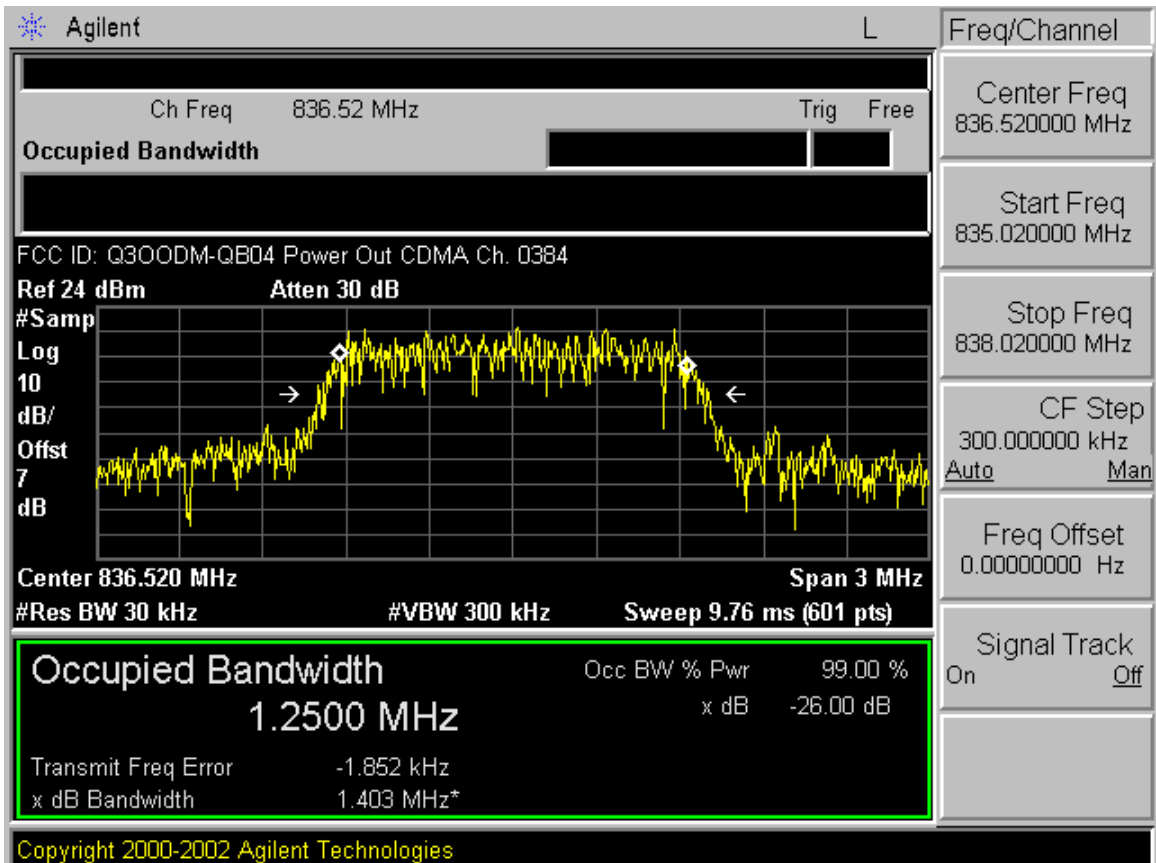 Agilent L
Freq/Channel
Ch Freq 836.52 MHz Trig Free
Occupied Bandwidth
Center Freq
836.520000 MHz
Start Freq
835.020000 MHz
Stop Freq
838.020000 MHz
CF Step
300.000000 kHz
Auto Man
Freq Offset
0.00000000 Hz
Signal Track
On Off
FCC ID: Q3OODM-QB04 Power Out CDMA Ch. 0384
Ref 24 dBm Atten 30 dB
#Samp
Log
10
dB/
Offst
7
dB
Center 836.520 MHz Span 3 MHz
#Res BW 30 kHz #VBW 300 kHz Sweep 9.76 ms (601 pts)
Occupied Bandwidth Occ BW % Pwr 99.00 %
1.2500 MHz x dB -26.00 dB
Transmit Freq Error -1.852 kHz
x dB Bandwidth 1.403 MHz*
Copyright 2000-2002 Agilent Technologies